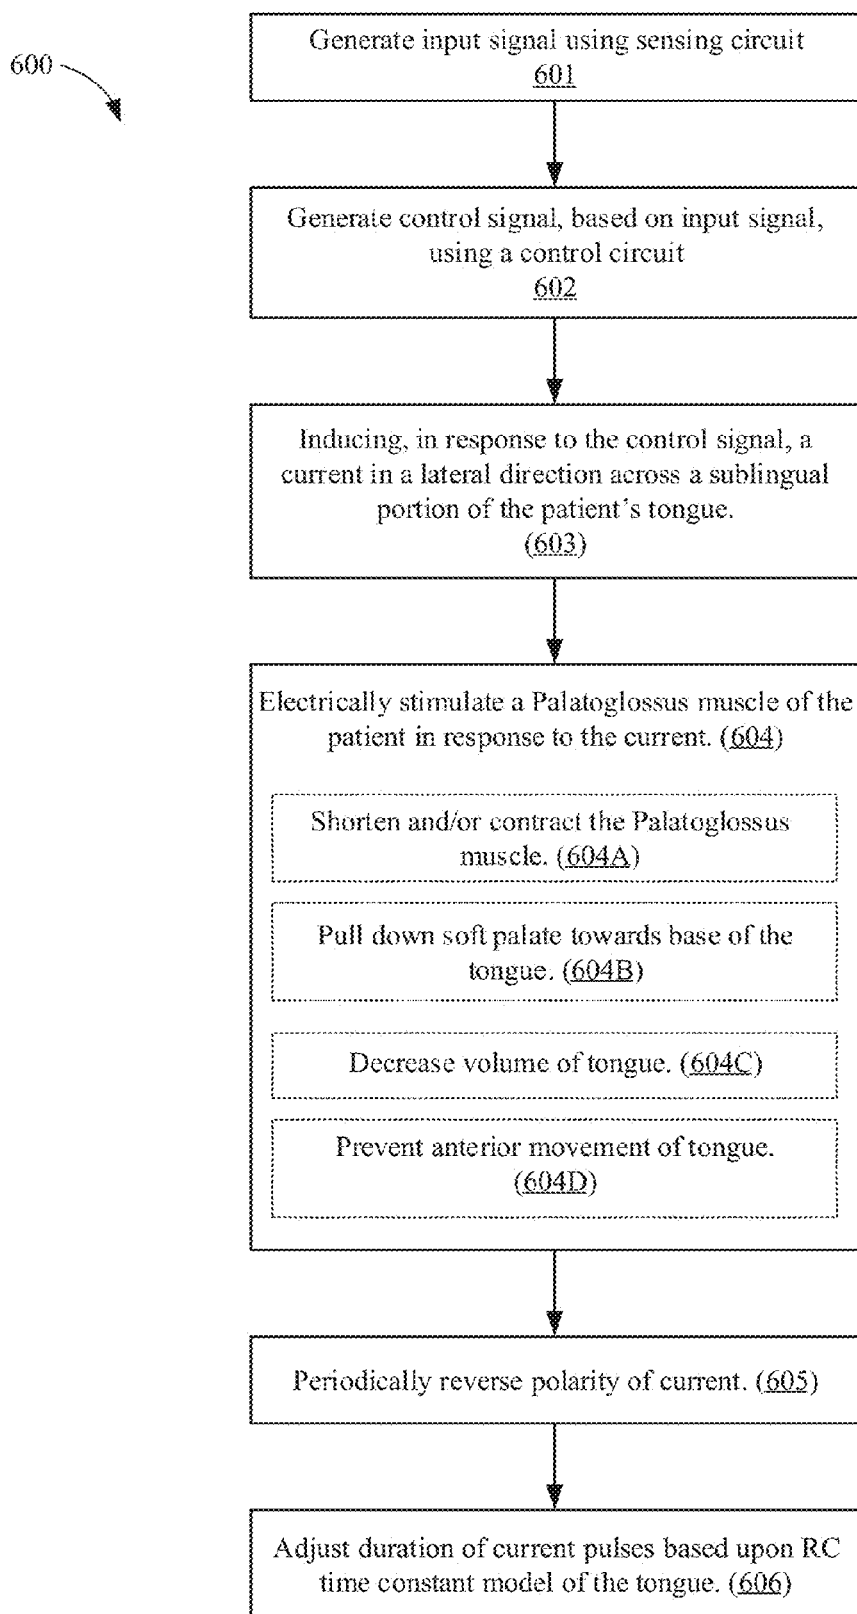 600
Generate input signal using sensing circuit
601
Generate control signal, based on input signal,
using a control circuit
602
Inducing, in response to the control signal, a
current in a lateral direction across a sublingual
portion of the patient's tongue.
(603)
Electrically stimulate a Palatoglossus muscle of the
patient in response to the current. (604)
Shorten and/or contract the Palatoglossus
muscle. (604A)
Pull down soft palate towards base of the
tongue. (604B)
Decrease volume of tongue. (604C)
Prevent anterior movement of tongue.
(604D)
Periodically reverse polarity of current. (605)
Adjust duration of current pulses based upon RC
time constant model of the tongue. (606)